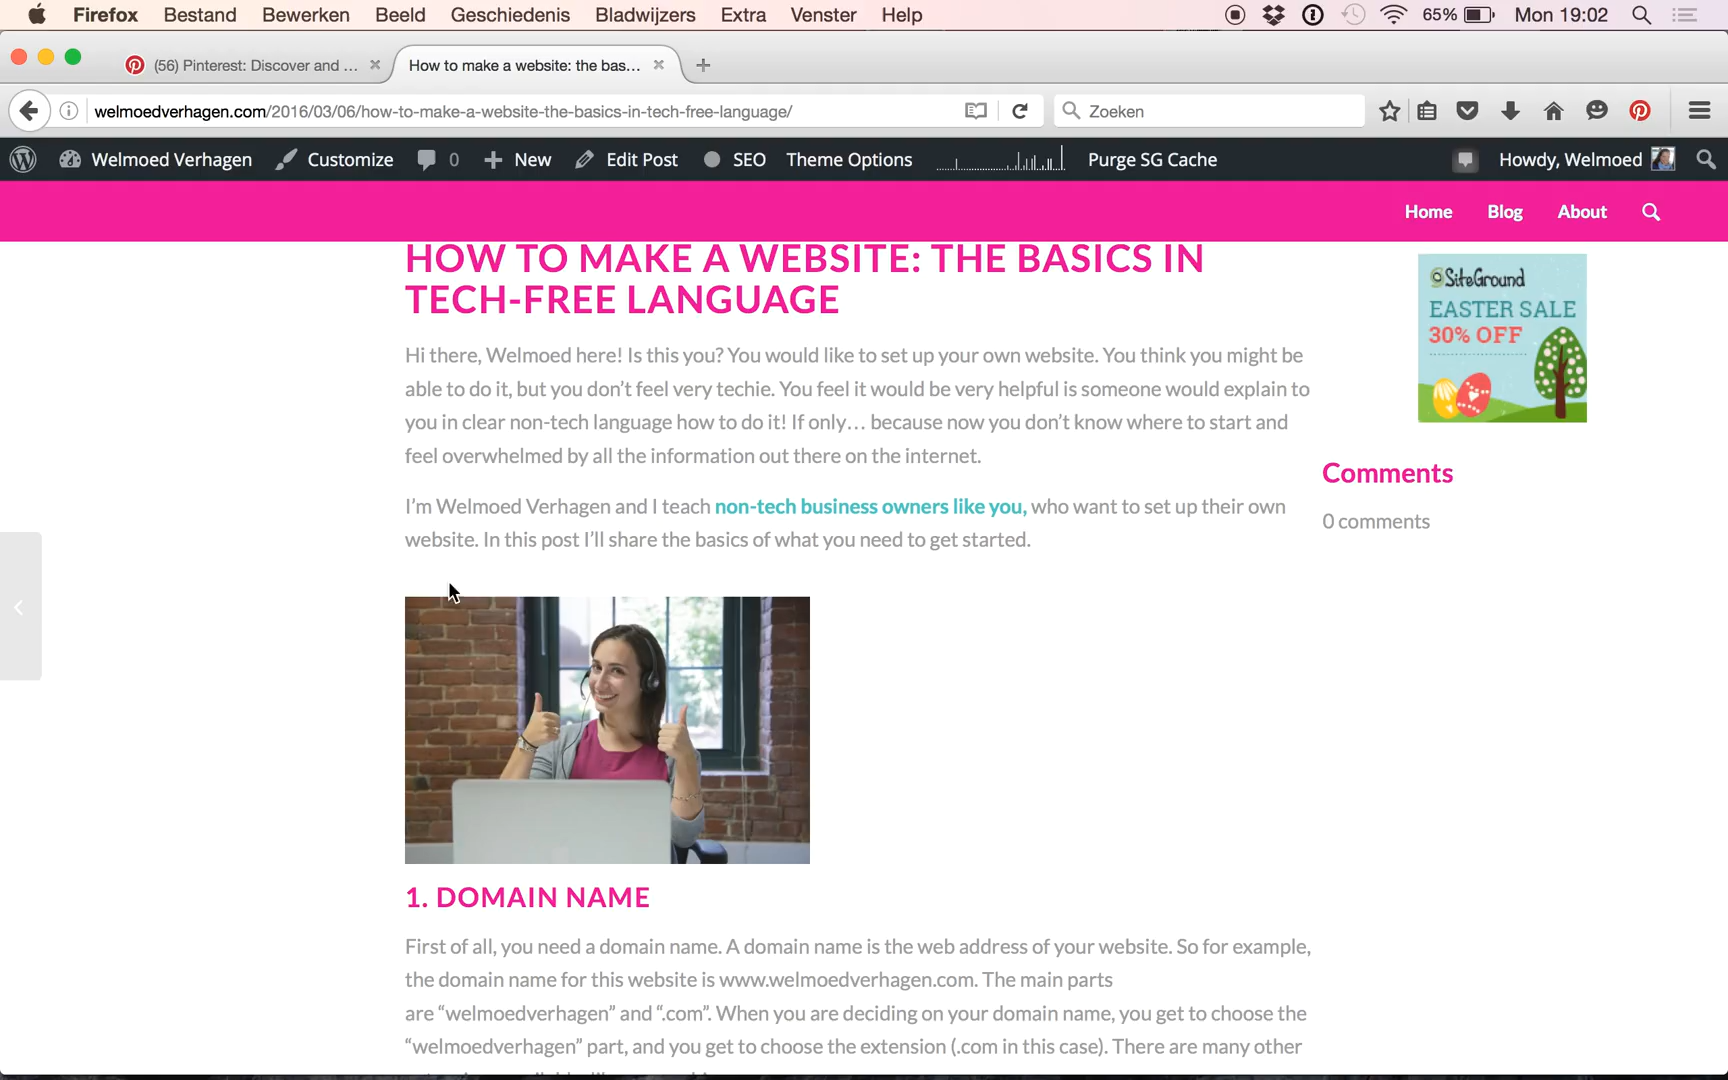 Firefox Bestand Bewerken Beeld Geschiedenis Bladwijzers Extra Venster Help 65% Mon 19:02
(56) Pinterest: Discover and ... How to make a website: the bas...
welmoedverhagen.com/2016/03/06/how-to-make-a-website-the-basics-in-tech-free-language/ Zoeken
Welmoed Verhagen Customize 0 New Edit Post SEO Theme Options Purge SG Cache Howdy, Welmoed
Home Blog About
HOW TO MAKE A WEBSITE: THE BASICS IN
TECH-FREE LANGUAGE
Hi there, Welmoed here! Is this you? You would like to set up your own website. You think you might be
able to do it, but you don’t feel very techie. You feel it would be very helpful is someone would explain to
you in clear non-tech language how to do it! If only… because now you don’t know where to start and
feel overwhelmed by all the information out there on the internet.
I’m Welmoed Verhagen and I teach non-tech business owners like you, who want to set up their own
website. In this post I’ll share the basics of what you need to get started.
1. DOMAIN NAME
First of all, you need a domain name. A domain name is the web address of your website. So for example,
the domain name for this website is www.welmoedverhagen.com. The main parts
are “welmoedverhagen” and “.com”. When you are deciding on your domain name, you get to choose the
“welmoedverhagen” part, and you get to choose the extension (.com in this case). There are many other
SiteGround
EASTER SALE
30% OFF
Comments
0 comments